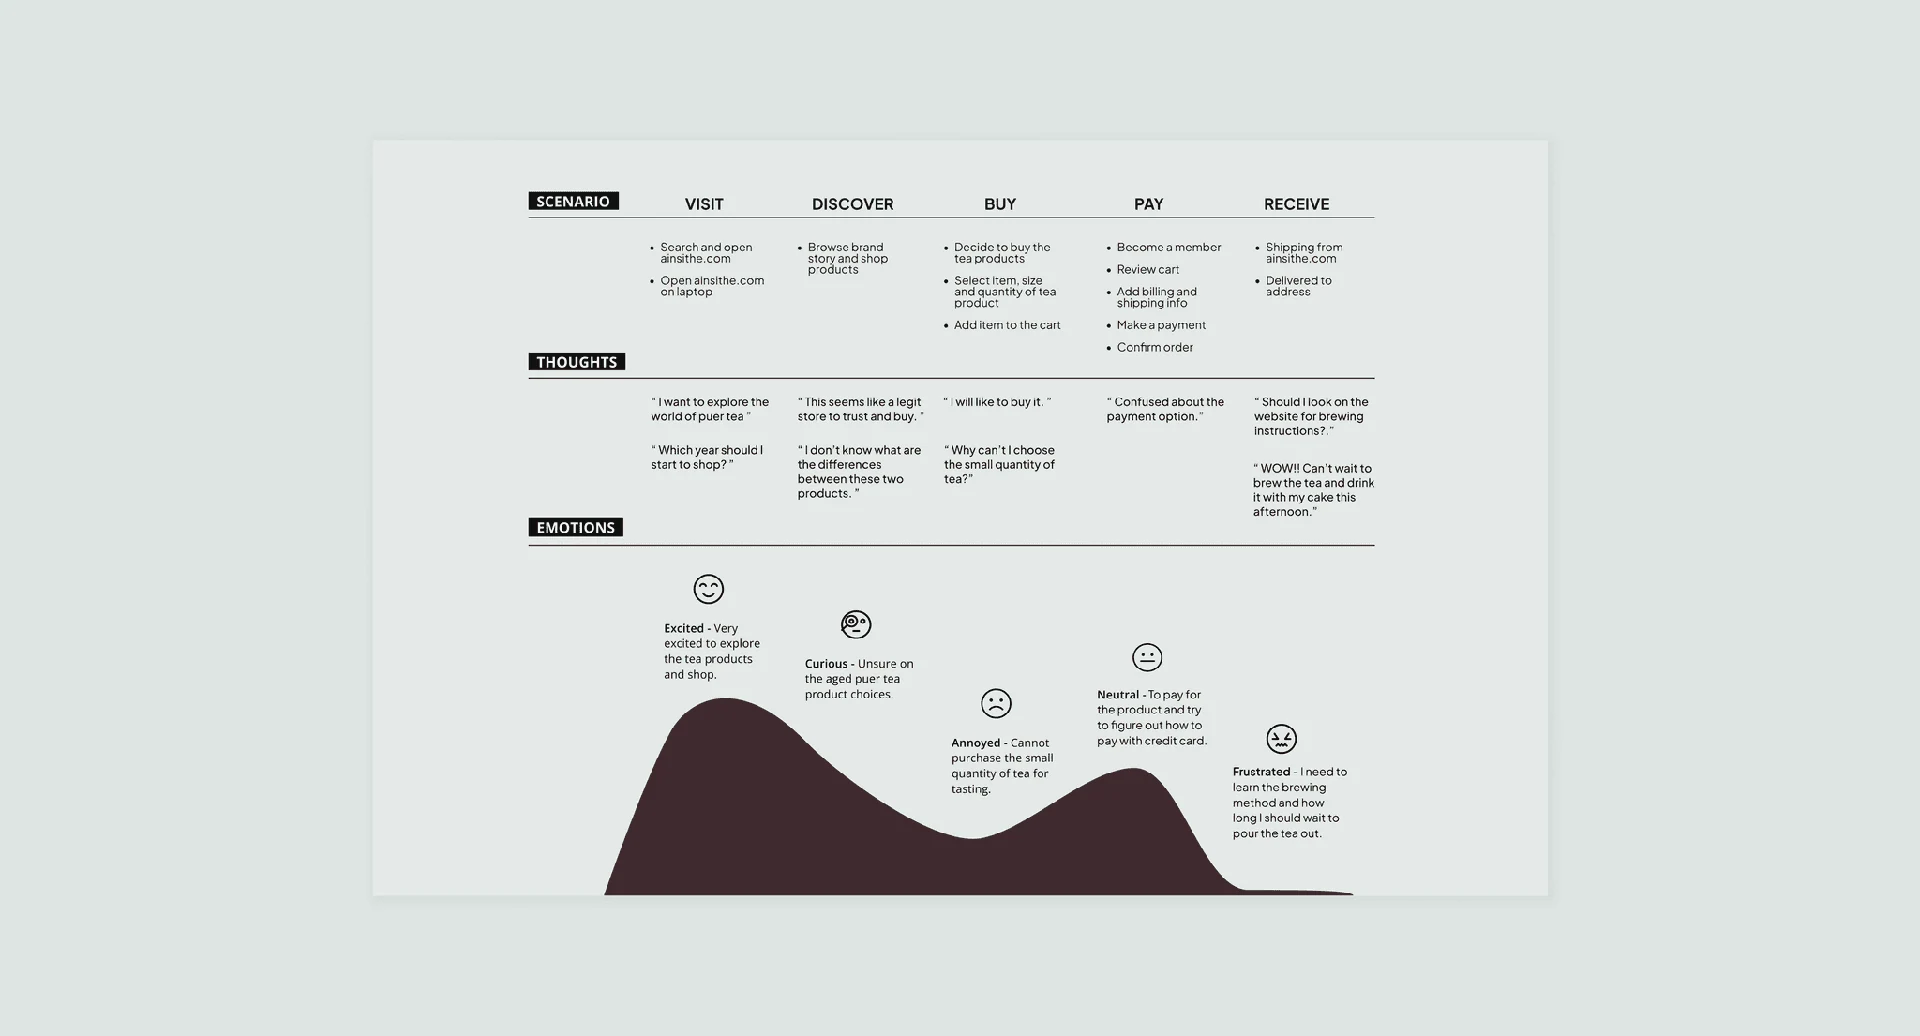 SCENARIO
VISIT
DISCOVER
BUY
PAY
RECEIVE
• Search and open
ainsithe.com
• Open ainsithe.com
on laptop
• Browse brand
story and shop
products
• Decide to buy the
tea products
• Select item, size
and quantity of tea
product
• Add item to the cart
• Become a member
• Review cart
• Add billing and
shipping info
• Make a payment
• Confirm order
• Shipping from
ainsithe.com
• Delivered to
address
THOUGHTS
“ I want to explore the
world of puer tea ”
“ Which year should I
start to shop? ”
“ This seems like a legit
store to trust and buy. ”
“ I don’t know what are
the differences
between these two
products. ”
“ I will like to buy it. ”
“ Why can’t I choose
the small quantity of
tea?”
“ Confused about the
payment option. ”
“ Should I look on the
website for brewing
instructions?.”
“ WOW!! Can’t wait to
brew the tea and drink
it with my cake this
afternoon.”
EMOTIONS
Excited - Very
excited to explore
the tea products
and shop.
Curious - Unsure on
the aged puer tea
product choices.
Annoyed - Cannot
purchase the small
quantity of tea for
tasting.
Neutral - To pay for
the product and try
to figure out how to
pay with credit card.
Frustrated - I need to
learn the brewing
method and how
long I should wait to
pour the tea out.